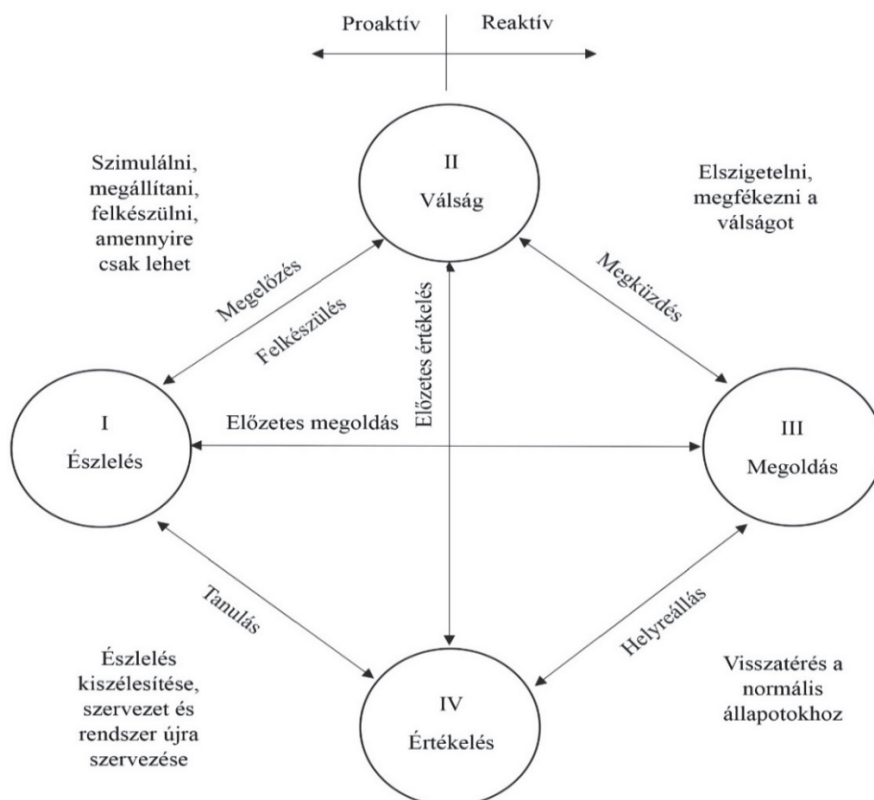 Proaktív
Reaktív
II
Válság
Szimulálni,
megállítani,
felkészülni,
amennyire
csak lehet
Elszigetelni,
megfékezni a
válságot
Megelőzés
Felkészülés
Előzetes értékelés
Megküzdés
I
Észlelés
Előzetes megoldás
III
Megoldás
Tanulás
Helyreállás
Észlelés
kiszélesítése,
szervezet és
rendszer újra
szervezése
IV
Értékelés
Visszatérés a
normális
állapotokhoz